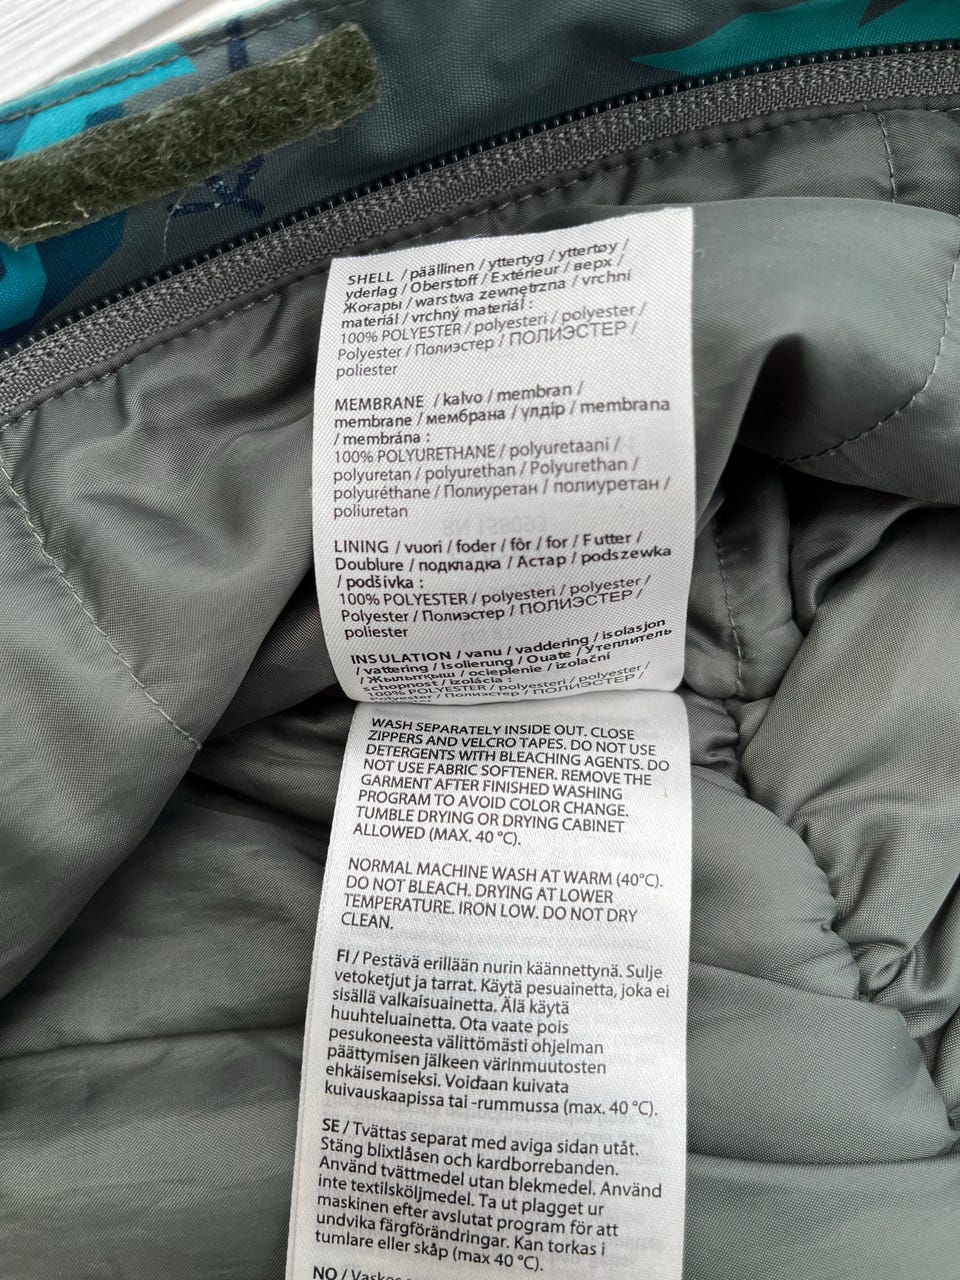 SHELL / päällinen / yttertyg / yttertøy /
yderlag / Oberstoff / Extérieur / верх /
Жоғары / warstwa zewnętrzna / vrchní
materiál / vrchný materiál :
100% POLYESTER / polyesteri / polyester /
Polyester / Полиэстер / ПОЛИЭСТЕР /
poliester
MEMBRANE / kalvo / membran /
membrane / мембрана / үлдір / membrana
/ membrána :
100% POLYURETHANE / polyuretaani /
polyuretan / polyurethan / Polyurethan /
polyuréthane / Полиуретан / полиуретан /
poliuretan
LINING / vuori / foder / fôr / for / Futter /
Doublure / подкладка / Астар / podszewka
/ podšívka :
100% POLYESTER / polyesteri / polyester /
Polyester / Полиэстер / ПОЛИЭСТЕР /
poliester
INSULATION / vanu / vaddering / isolasjon
/ vattering / Isolierung / Ouate / Утеплитель
/ Жылытқыш / ocieplenie / izolační
schopnost / izolácia :
100% POLYESTER / polyesteri / polyester /
Polyester / Полиэстер / ПОЛИЭСТЕР /
WASH SEPARATELY INSIDE OUT. CLOSE
ZIPPERS AND VELCRO TAPES. DO NOT USE
DETERGENTS WITH BLEACHING AGENTS. DO
NOT USE FABRIC SOFTENER. REMOVE THE
GARMENT AFTER FINISHED WASHING
PROGRAM TO AVOID COLOR CHANGE.
TUMBLE DRYING OR DRYING CABINET
ALLOWED (MAX. 40 °C).
NORMAL MACHINE WASH AT WARM (40°C).
DO NOT BLEACH. DRYING AT LOWER
TEMPERATURE. IRON LOW. DO NOT DRY
CLEAN.
FI / Pestävä erillään nurin käännettynä. Sulje
vetoketjut ja tarrat. Käytä pesuainetta, joka ei
sisällä valkaisuainetta. Älä käytä
huuhteluainetta. Ota vaate pois
pesukoneesta välittömästi ohjelman
päättymisen jälkeen värinmuutosten
ehkäisemiseksi. Voidaan kuivata
kuivauskaapissa tai -rummussa (max. 40 °C).
SE / Tvättas separat med aviga sidan utåt.
Stäng blixtlåsen och kardborrebanden.
Använd tvättmedel utan blekmedel. Använd
inte textilsköljmedel. Ta ut plagget ur
maskinen efter avslutat program för att
undvika färgförändringar. Kan torkas i
tumlare eller skåp (max 40 °C).
NO / Vaskes